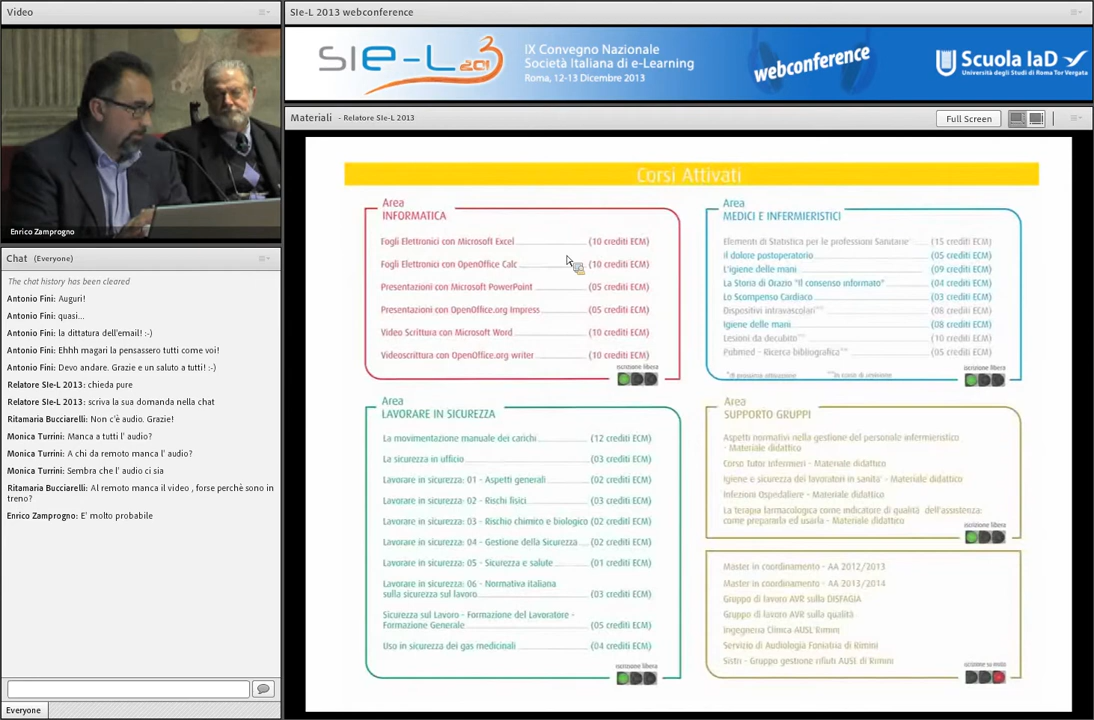 Video
Enrico Zamprogno
Chat (Everyone)
The chat history has been cleared
Antonio Fini: Auguri!
Antonio Fini: quasi...
Antonio Fini: la dittatura dell'email! :-)
Antonio Fini: Ehhh magari la pensassero tutti come voi!
Antonio Fini: Devo andare. Grazie e un saluto a tutti! :-)
Relatore SIe-L 2013: chieda pure
Relatore SIe-L 2013: scriva la sua domanda nella chat
Ritamaria Bucciarelli: Non c'è audo. Grazie!
Monica Turrini: Manca a tutti l' audio?
Monica Turrini: A chi da remoto manca l' audio?
Monica Turrini: Sembra che l' audio ci sia
Ritamaria Bucciarelli: Al remoto manca il video , forse perchè sono in
treno?
Enrico Zamprogno: E' molto probabile
Everyone
SIe-L 2013 webconference
SIe-L 2013
IX Convegno Nazionale
Società Italiana di e-Learning
Roma, 12-13 Dicembre 2013
webconference
Scuola IaD
Università degli Studi di Roma Tor Vergata
Materiali - Relatore SIe-L 2013
Full Screen
Corsi Attivati
Area
INFORMATICA
Fogli Elettronici con Microsoft Excel (10 crediti ECM)
Fogli Elettronici con OpenOffice Calc (10 crediti ECM)
Presentazioni con Microsoft PowerPoint (05 crediti ECM)
Presentazioni con OpenOffice.org Impress (05 crediti ECM)
Video Scrittura con Microsoft Word (10 crediti ECM)
Videoscrittura con OpenOffice.org writer (10 crediti ECM)
iscrizione libera
Area
MEDICI E INFERMIERISTICI
Elementi di Statistica per le professioni Sanitarie (15 crediti ECM)
Il dolore postoperatorio (05 crediti ECM)
L'igiene delle mani (09 crediti ECM)
La Storia di Orazio "Il consenso informato" (04 crediti ECM)
Lo Scompenso Cardiaco (03 crediti ECM)
Dispositivi intravascolari** (08 crediti ECM)
Igiene delle mani (08 crediti ECM)
Lesioni da decubito** (10 crediti ECM)
Pubmed - Ricerca bibliografica** (05 crediti ECM)
*di prossima attivazione
iscrizione libera
Area
LAVORARE IN SICUREZZA
La movimentazione manuale dei carichi (12 crediti ECM)
La sicurezza in ufficio (03 crediti ECM)
Lavorare in sicurezza: 01 - Aspetti generali (02 crediti ECM)
Lavorare in sicurezza: 02 - Rischi fisici (03 crediti ECM)
Lavorare in sicurezza: 03 - Rischio chimico e biologico (02 crediti ECM)
Lavorare in sicurezza: 04 - Gestione della Sicurezza (02 crediti ECM)
Lavorare in sicurezza: 05 - Sicurezza e salute (01 crediti ECM)
Lavorare in sicurezza: 06 - Normativa italiana
sulla sicurezza sul lavoro (03 crediti ECM)
Sicurezza sul Lavoro - Formazione del Lavoratore -
Formazione Generale (05 crediti ECM)
Uso in sicurezza dei gas medicinali (04 crediti ECM)
iscrizione libera
Area
SUPPORTO GRUPPI
Aspetti normativi nella gestione del personale infermieristico
- Materiale didattico
Corso Tutor Infermieri - Materiale didattico
Igiene e sicurezza dei lavoratori in sanita' - Materiale didattico
Infezioni Ospedaliere - Materiale didattico
La terapia farmacologica come indicatore di qualità dell'assistenza:
come prepararla ed usarla - Materiale didattico
iscrizione libera
Master in coordinamento - AA 2012/2013
Master in coordinamento - AA 2013/2014
Gruppo di lavoro AVR sulla DISFAGIA
Gruppo di lavoro AVR sulla qualità
Ingegneria Clinica AUSL Rimini
Servizio di Audiologia Foniatria di Rimini
Sistri - Gruppo gestione rifiuti AUSL di Rimini
iscrizione su invito